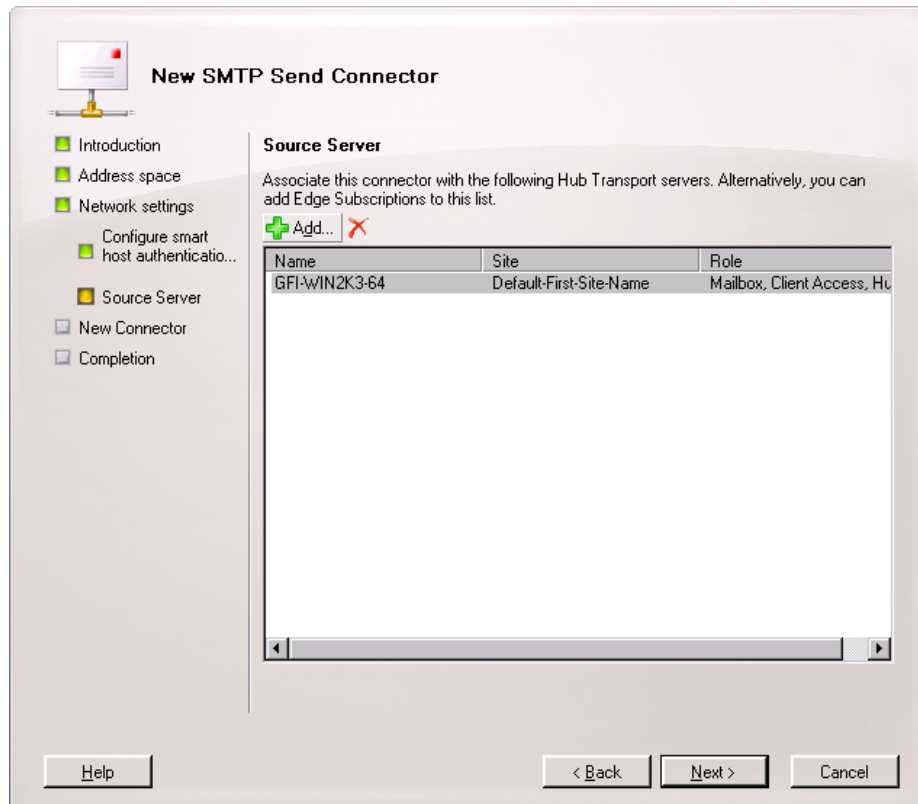 New SMTP Send Connector
Introduction
Address space
Network settings
Configure smart
host authenticatio...
Source Server
New Connector
Completion
Source Server
Associate this connector with the following Hub Transport servers. Alternatively, you can
add Edge Subscriptions to this list.
Add...
Name Site Role
GFI-WIN2K3-64 Default-First-Site-Name Mailbox, Client Access, Hu
Help < Back Next > Cancel